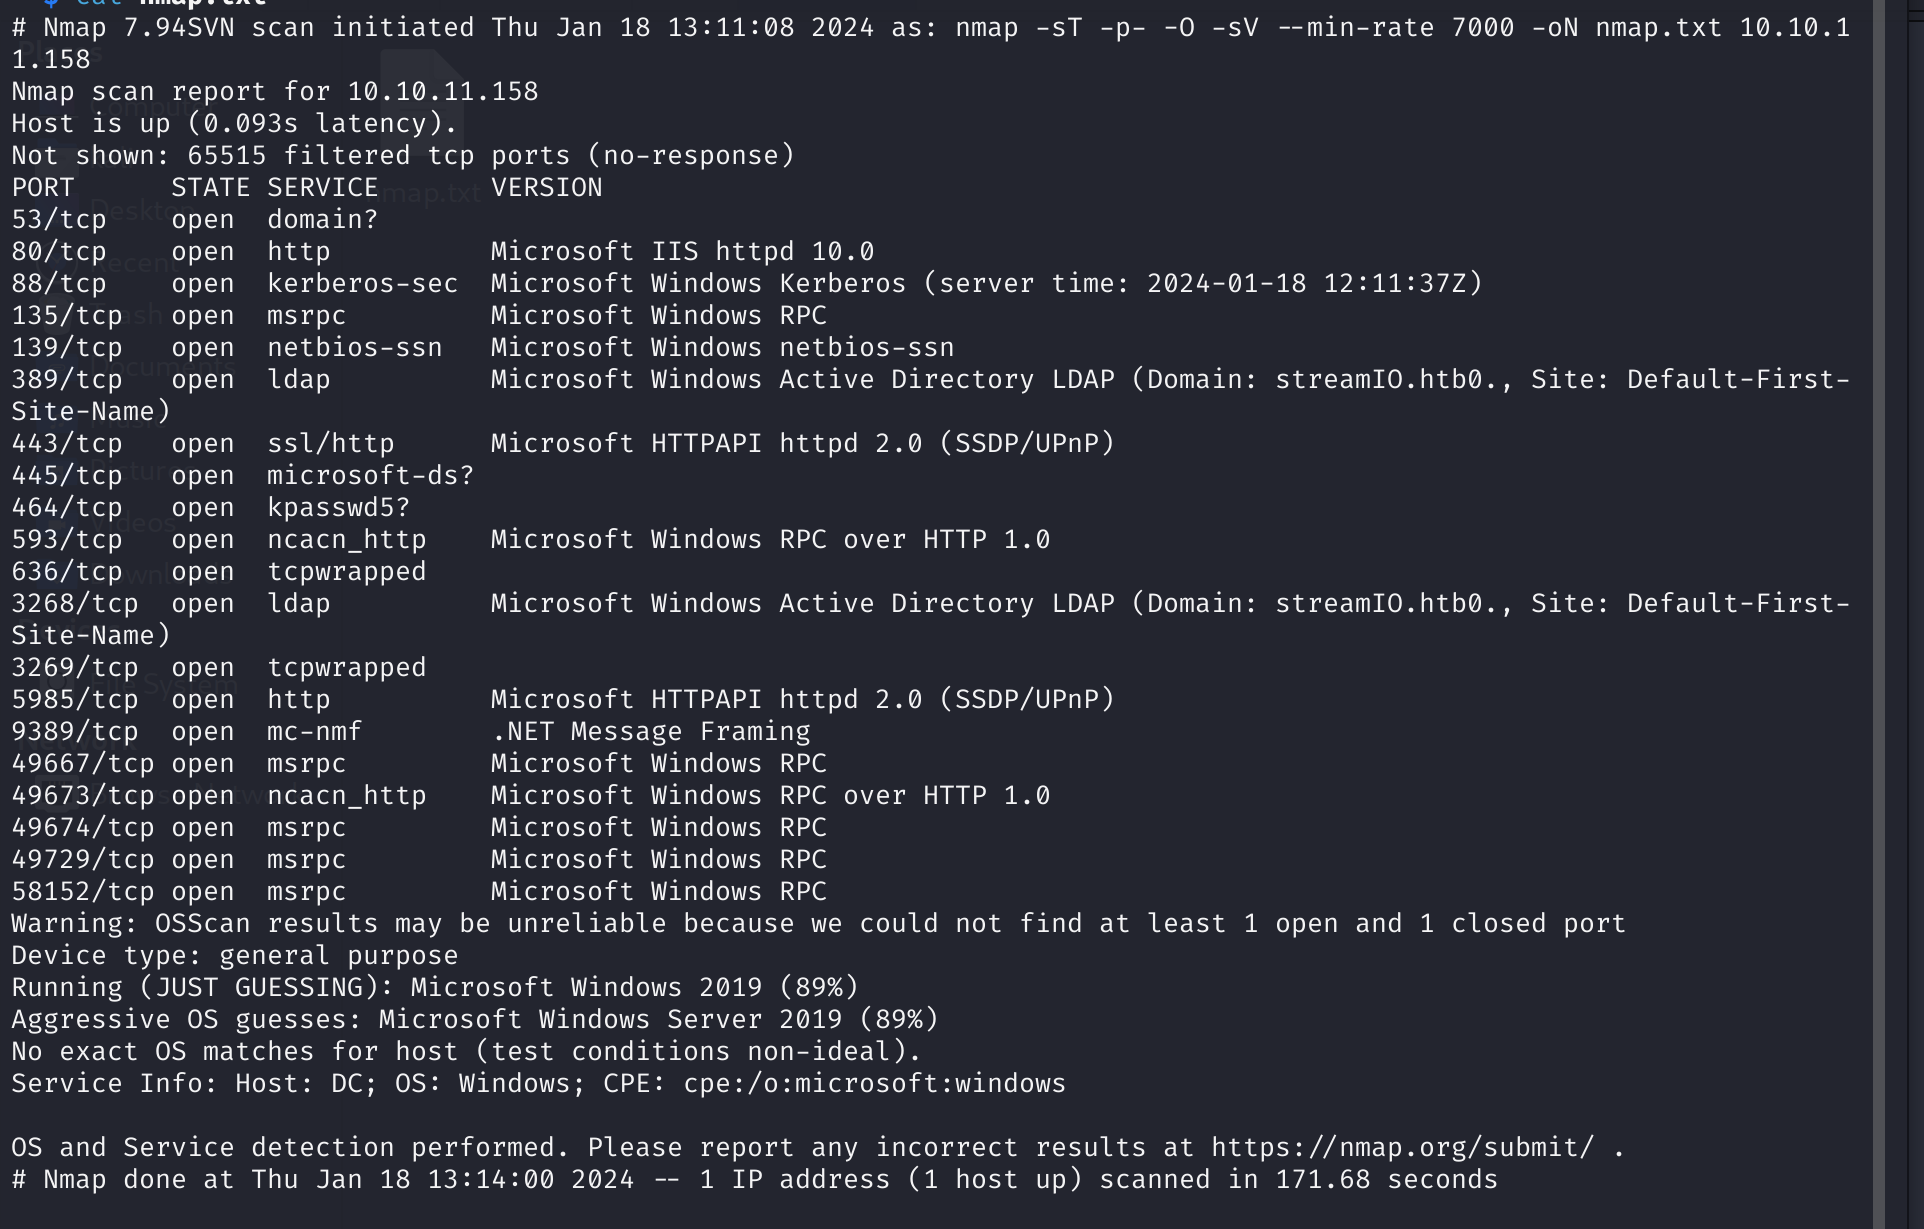 $ cat nmap.txt
# Nmap 7.94SVN scan initiated Thu Jan 18 13:11:08 2024 as: nmap -sT -p- -O -sV --min-rate 7000 -oN nmap.txt 10.10.1
1.158
Nmap scan report for 10.10.11.158
Host is up (0.093s latency).
Not shown: 65515 filtered tcp ports (no-response)
PORT      STATE SERVICE       VERSION
53/tcp    open  domain?
80/tcp    open  http          Microsoft IIS httpd 10.0
88/tcp    open  kerberos-sec  Microsoft Windows Kerberos (server time: 2024-01-18 12:11:37Z)
135/tcp   open  msrpc         Microsoft Windows RPC
139/tcp   open  netbios-ssn   Microsoft Windows netbios-ssn
389/tcp   open  ldap          Microsoft Windows Active Directory LDAP (Domain: streamIO.htb0., Site: Default-First-
Site-Name)
443/tcp   open  ssl/http      Microsoft HTTPAPI httpd 2.0 (SSDP/UPnP)
445/tcp   open  microsoft-ds?
464/tcp   open  kpasswd5?
593/tcp   open  ncacn_http    Microsoft Windows RPC over HTTP 1.0
636/tcp   open  tcpwrapped
3268/tcp  open  ldap          Microsoft Windows Active Directory LDAP (Domain: streamIO.htb0., Site: Default-First-
Site-Name)
3269/tcp  open  tcpwrapped
5985/tcp  open  http          Microsoft HTTPAPI httpd 2.0 (SSDP/UPnP)
9389/tcp  open  mc-nmf        .NET Message Framing
49667/tcp open  msrpc         Microsoft Windows RPC
49673/tcp open  ncacn_http    Microsoft Windows RPC over HTTP 1.0
49674/tcp open  msrpc         Microsoft Windows RPC
49729/tcp open  msrpc         Microsoft Windows RPC
58152/tcp open  msrpc         Microsoft Windows RPC
Warning: OSScan results may be unreliable because we could not find at least 1 open and 1 closed port
Device type: general purpose
Running (JUST GUESSING): Microsoft Windows 2019 (89%)
Aggressive OS guesses: Microsoft Windows Server 2019 (89%)
No exact OS matches for host (test conditions non-ideal).
Service Info: Host: DC; OS: Windows; CPE: cpe:/o:microsoft:windows

OS and Service detection performed. Please report any incorrect results at https://nmap.org/submit/ .
# Nmap done at Thu Jan 18 13:14:00 2024 -- 1 IP address (1 host up) scanned in 171.68 seconds